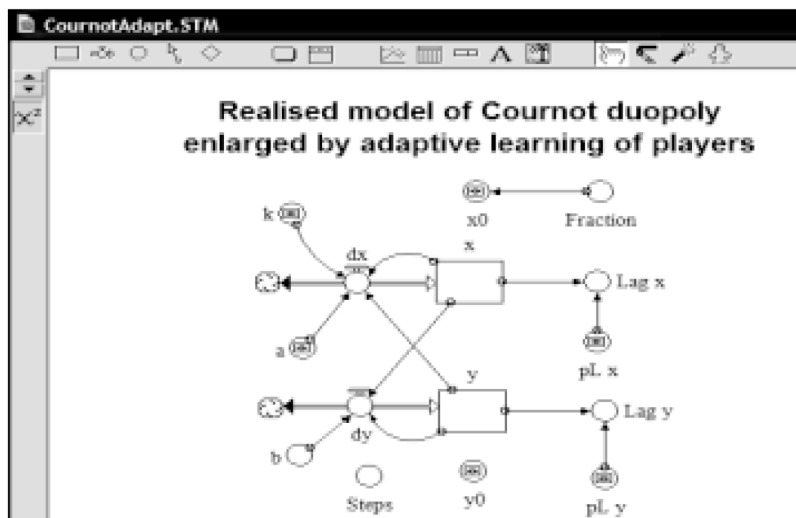 CournotAdapt.STM
A
x²
Realised model of Cournot duopoly
enlarged by adaptive learning of players
k
x0
Fraction
x
dx
Lag x
a
pL x
y
dy
Lag y
b
Steps
y0
pL y